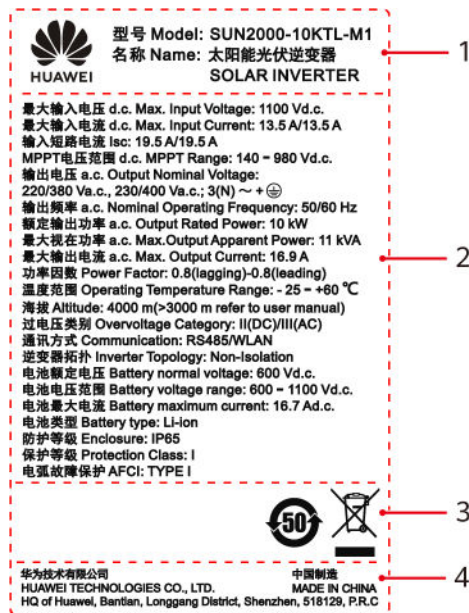 HUAWEI
型号 Model: SUN2000-10KTL-M1
名称 Name: 太阳能光伏逆变器
SOLAR INVERTER
1
最大输入电压 d.c. Max. Input Voltage: 1100 Vd.c.
最大输入电流 d.c. Max. Input Current: 13.5 A/13.5 A
输入短路电流 Isc: 19.5 A/19.5 A
MPPT电压范围 d.c. MPPT Range: 140 - 980 Vd.c.
输出电压 a.c. Output Nominal Voltage:
220/380 Va.c., 230/400 Va.c.; 3(N) ~ + ⏚
输出频率 a.c. Nominal Operating Frequency: 50/60 Hz
额定输出功率 a.c. Output Rated Power: 10 kW
最大视在功率 a.c. Max.Output Apparent Power: 11 kVA
最大输出电流 a.c. Max. Output Current: 16.9 A
功率因数 Power Factor: 0.8(lagging)-0.8(leading)
温度范围 Operating Temperature Range: - 25 - +60 ℃
海拔 Altitude: 4000 m(>3000 m refer to user manual)
过电压类别 Overvoltage Category: II(DC)/III(AC)
通讯方式 Communication: RS485/WLAN
逆变器拓扑 Inverter Topology: Non-Isolation
电池额定电压 Battery normal voltage: 600 Vd.c.
电池电压范围 Battery voltage range: 600 - 1100 Vd.c.
电池最大电流 Battery maximum current: 16.7 Ad.c.
电池类型 Battery type: Li-ion
防护等级 Enclosure: IP65
保护等级 Protection Class: I
电弧故障保护 AFCI: TYPE I
2
50
3
华为技术有限公司 中国制造
HUAWEI TECHNOLOGIES CO., LTD. MADE IN CHINA
HQ of Huawei, Bantian, Longgang District, Shenzhen, 518129, P.R.C
4